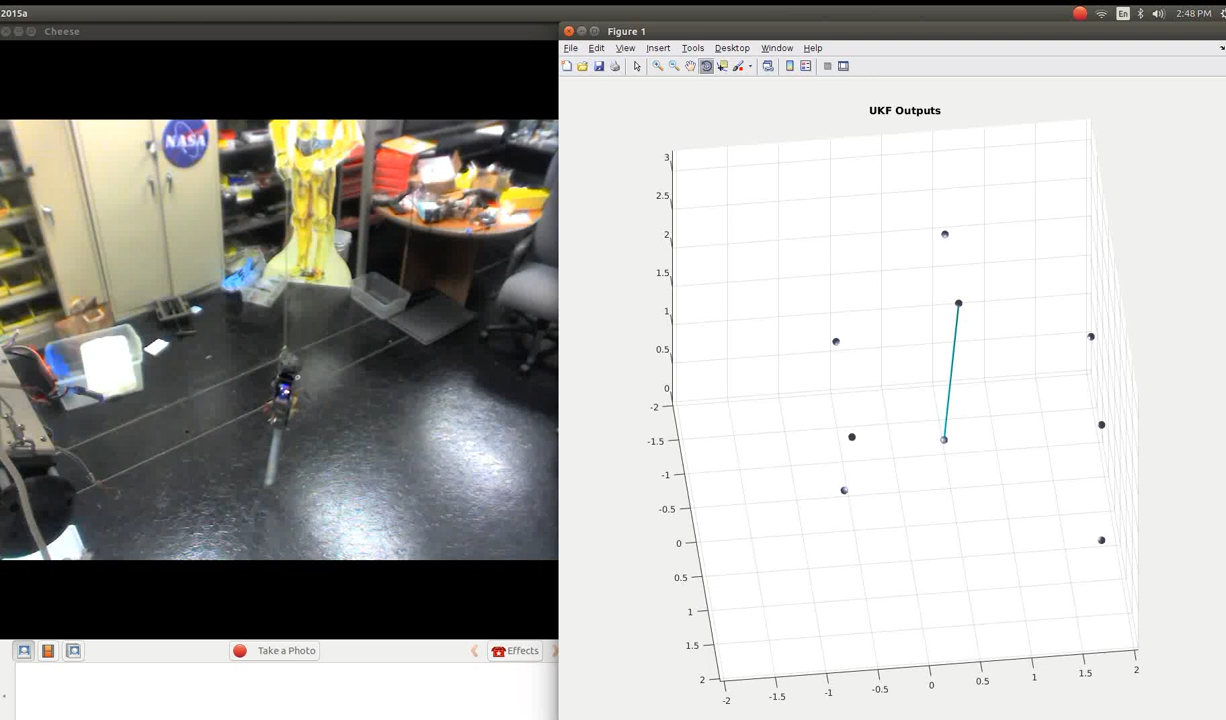 2015a
En
2:48 PM
Cheese
Figure 1
File Edit View Insert Tools Desktop Window Help
NASA
UKF Outputs
3
2.5
2
1.5
1
0.5
0
-2
-1.5
-1
-0.5
0
0.5
1
1.5
2
-2
-1.5
-1
-0.5
0
0.5
1
1.5
2
Take a Photo
Effects